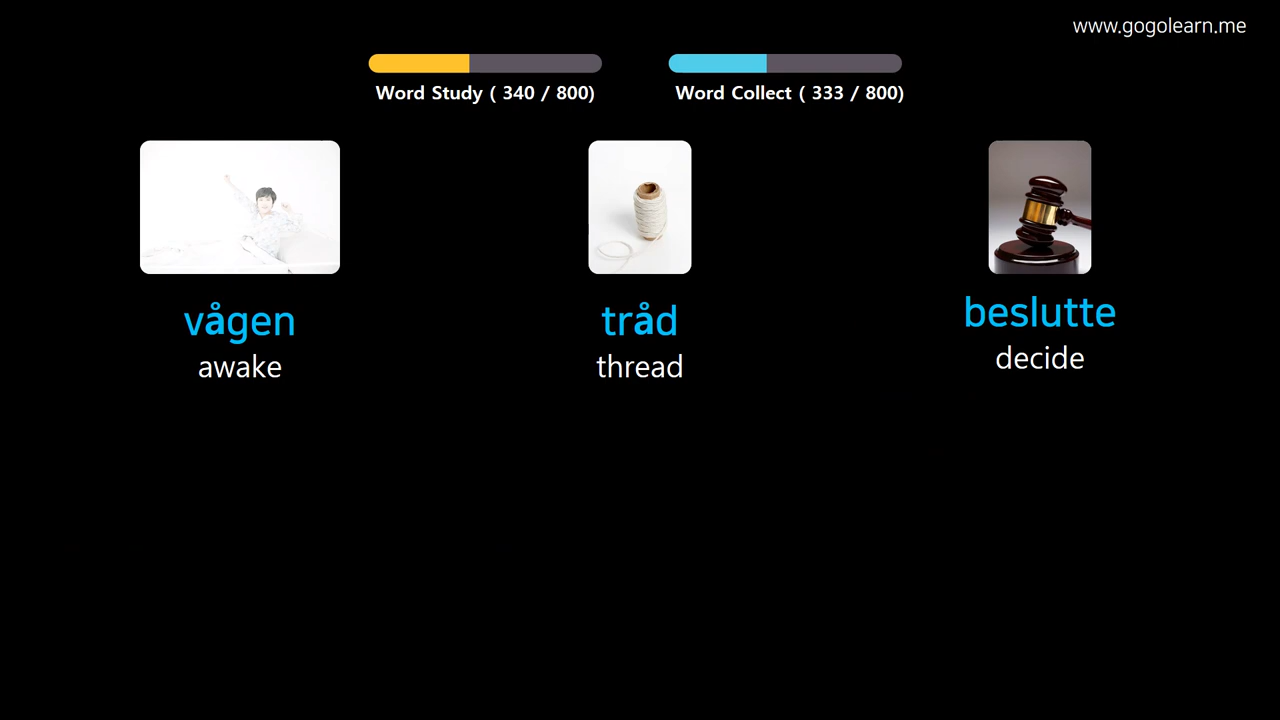 www.gogolearn.me
Word Study ( 340 / 800)
Word Collect ( 333 / 800)
vågen
awake
tråd
thread
beslutte
decide